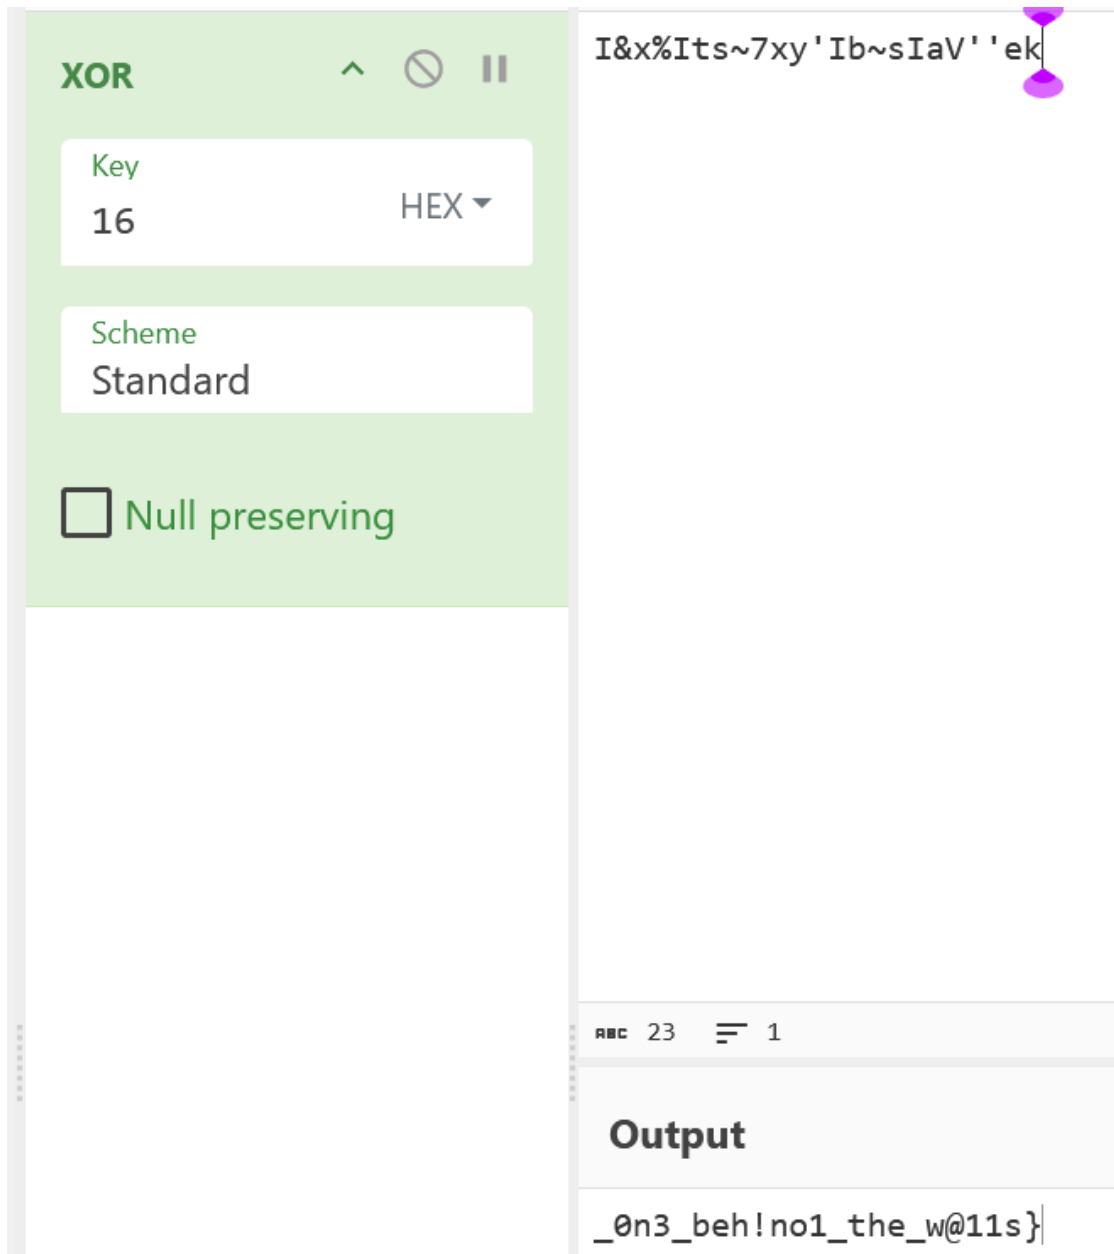 XOR
Key
16
HEX
Scheme
Standard
Null preserving
I&x%Its~7xy'Ib~sIaV''ek
ABC 23 1
Output
_0n3_beh!no1_the_w@11s}